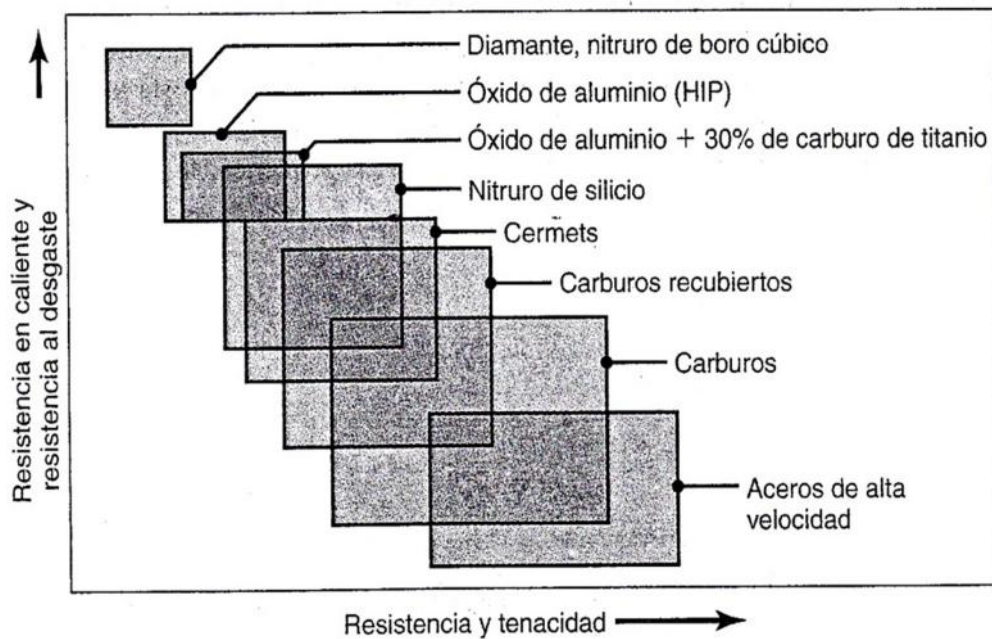 Diamante, nitruro de boro cúbico
Óxido de aluminio (HIP)
Óxido de aluminio + 30% de carburo de titanio
Nitruro de silicio
Cermets
Carburos recubiertos
Carburos
Aceros de alta
velocidad
Resistencia en caliente y
resistencia al desgaste
Resistencia y tenacidad